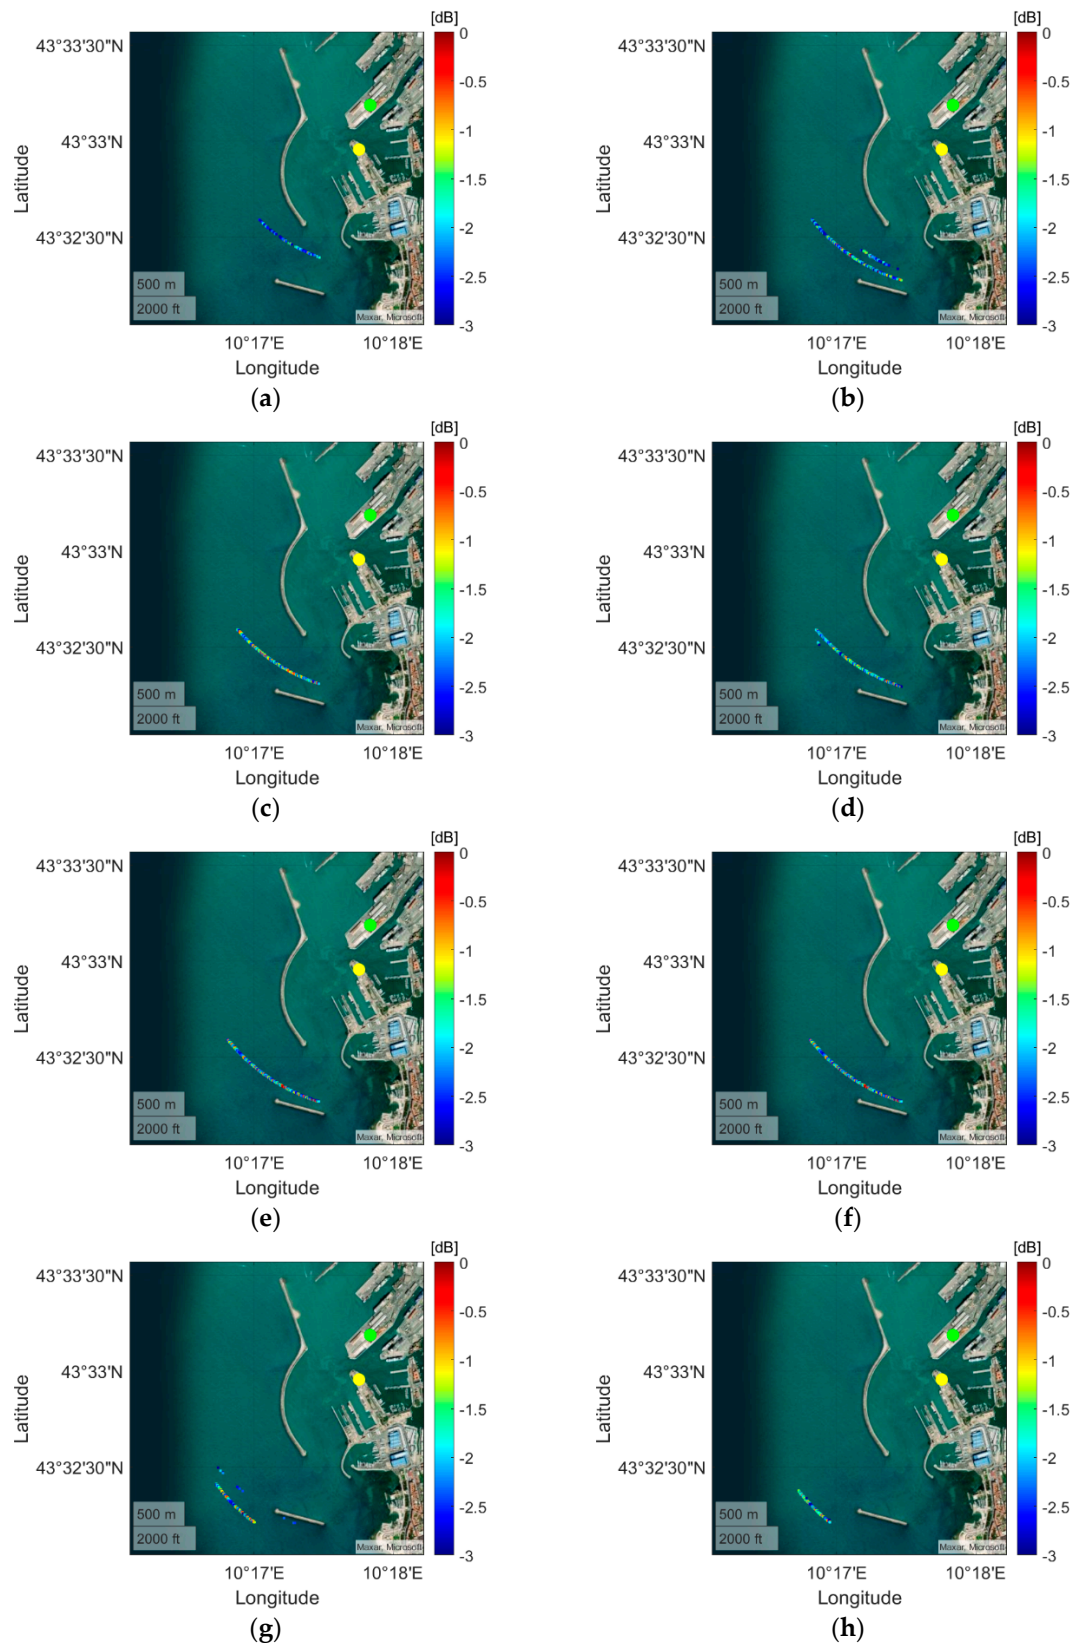 [dB] [dB]
43°33'30"N 0 43°33'30"N 0
-0.5 -0.5
43°33'N -1 43°33'N -1
Latitude -1.5 Latitude -1.5
43°32'30"N -2 43°32'30"N -2
500 m -2.5 500 m -2.5
2000 ft Maxar, Microsoft -3 2000 ft Maxar, Microsoft -3
10°17'E 10°18'E 10°17'E 10°18'E
Longitude Longitude
(a) (b)
[dB] [dB]
43°33'30"N 0 43°33'30"N 0
-0.5 -0.5
43°33'N -1 43°33'N -1
Latitude -1.5 Latitude -1.5
43°32'30"N -2 43°32'30"N -2
500 m -2.5 500 m -2.5
2000 ft Maxar, Microsoft -3 2000 ft Maxar, Microsoft -3
10°17'E 10°18'E 10°17'E 10°18'E
Longitude Longitude
(c) (d)
[dB] [dB]
43°33'30"N 0 43°33'30"N 0
-0.5 -0.5
43°33'N -1 43°33'N -1
Latitude -1.5 Latitude -1.5
43°32'30"N -2 43°32'30"N -2
500 m -2.5 500 m -2.5
2000 ft Maxar, Microsoft -3 2000 ft Maxar, Microsoft -3
10°17'E 10°18'E 10°17'E 10°18'E
Longitude Longitude
(e) (f)
[dB] [dB]
43°33'30"N 0 43°33'30"N 0
-0.5 -0.5
43°33'N -1 43°33'N -1
Latitude -1.5 Latitude -1.5
43°32'30"N -2 43°32'30"N -2
500 m -2.5 500 m -2.5
2000 ft Maxar, Microsoft -3 2000 ft Maxar, Microsoft -3
10°17'E 10°18'E 10°17'E 10°18'E
Longitude Longitude
(g) (h)